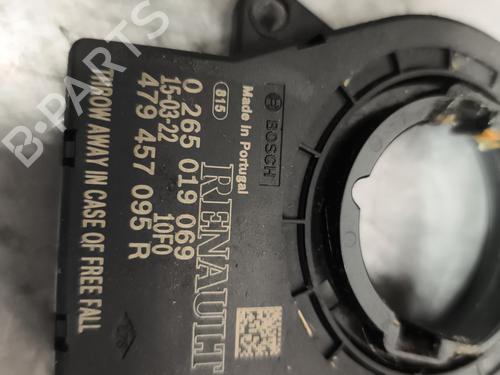 BOSCH
Made in Portugal
RENAULT
815
0 265 019 069
15-03-22 10F0
479 457 095 R
THROW AWAY IN CASE OF FREE FALL
B-PARTS